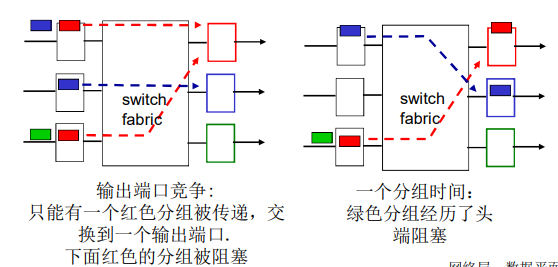 switch
fabric
switch
fabric
输出端口竞争:
只能有一个红色分组被传递，交
换到一个输出端口.
下面红色的分组被阻塞
一个分组时间：
绿色分组经历了头
端阻塞
网络层 数据平面